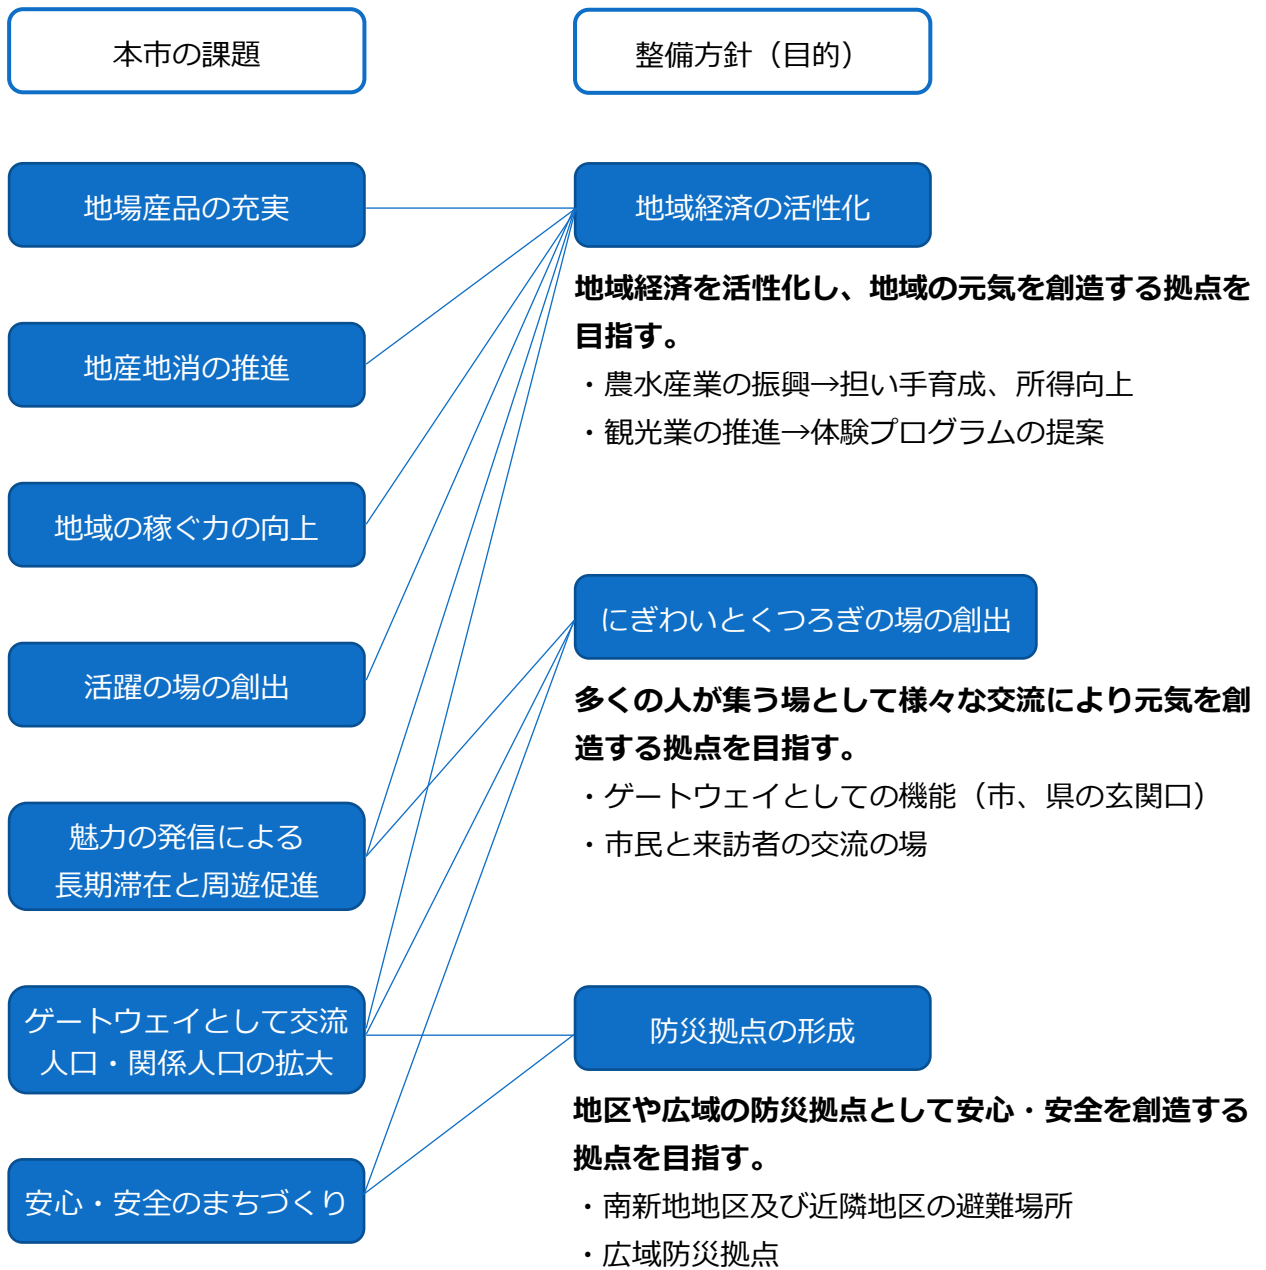 本市の課題
整備方針（目的）
地場産品の充実
地産地消の推進
地域の稼ぐ力の向上
活躍の場の創出
魅力の発信による
長期滞在と周遊促進
ゲートウェイとして交流
人口・関係人口の拡大
安心・安全のまちづくり
地域経済の活性化
地域経済を活性化し、地域の元気を創造する拠点を
目指す。
・農水産業の振興→担い手育成、所得向上
・観光業の推進→体験プログラムの提案
にぎわいとくつろぎの場の創出
多くの人が集う場として様々な交流により元気を創
造する拠点を目指す。
・ゲートウェイとしての機能（市、県の玄関口）
・市民と来訪者の交流の場
防災拠点の形成
地区や広域の防災拠点として安心・安全を創造する
拠点を目指す。
・南新地地区及び近隣地区の避難場所
・広域防災拠点